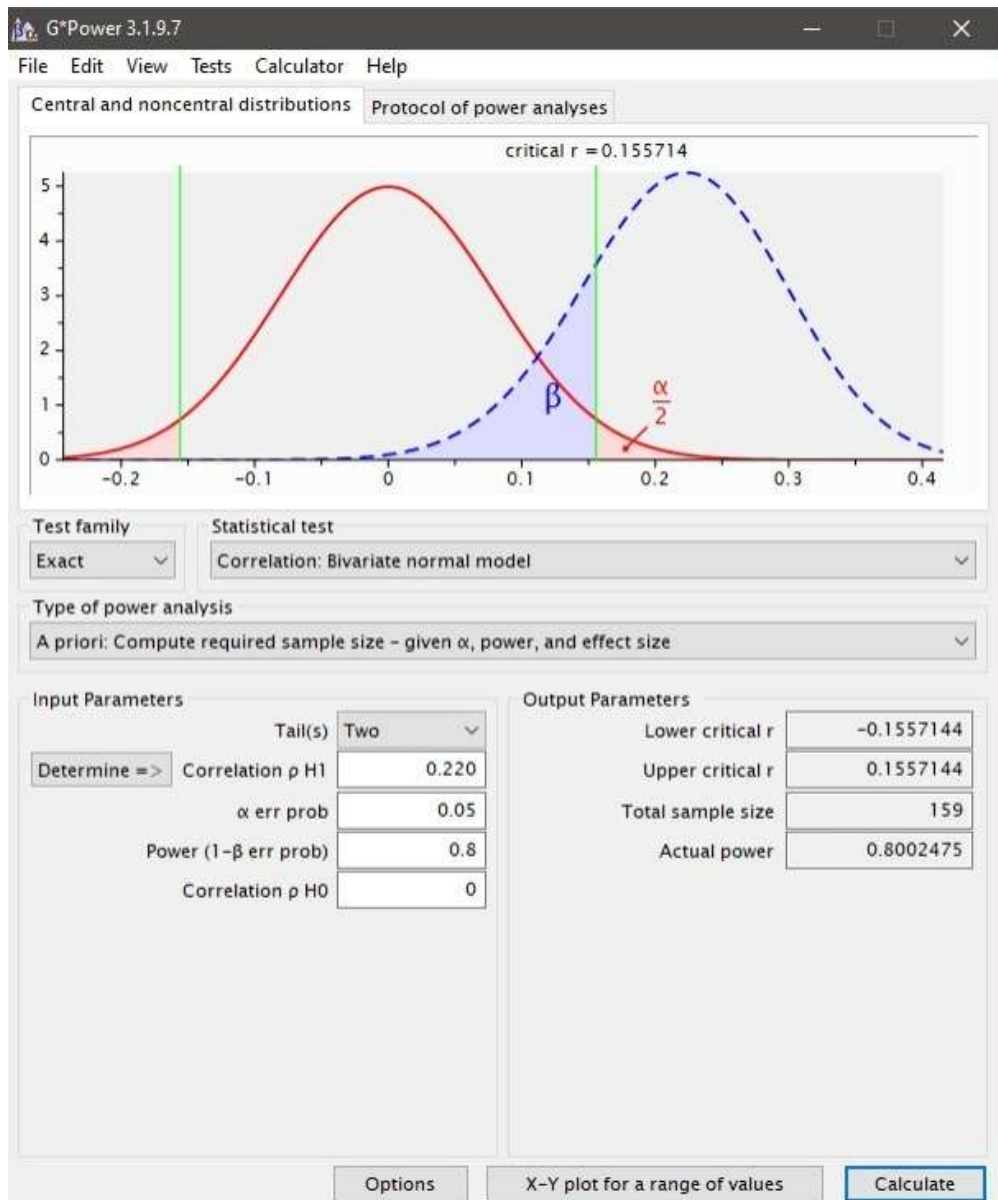 G*Power 3.1.9.7
File Edit View Tests Calculator Help
Central and noncentral distributions Protocol of power analyses
critical r = 0.155714
5
4
3
2
1
0
β
α
2
-0.2 -0.1 0 0.1 0.2 0.3 0.4
Test family Statistical test
Exact Correlation: Bivariate normal model
Type of power analysis
A priori: Compute required sample size – given α, power, and effect size
Input Parameters Output Parameters
Tail(s) Two Lower critical r -0.1557144
Determine => Correlation ρ H1 0.220 Upper critical r 0.1557144
α err prob 0.05 Total sample size 159
Power (1-β err prob) 0.8 Actual power 0.8002475
Correlation ρ H0 0
Options X-Y plot for a range of values Calculate